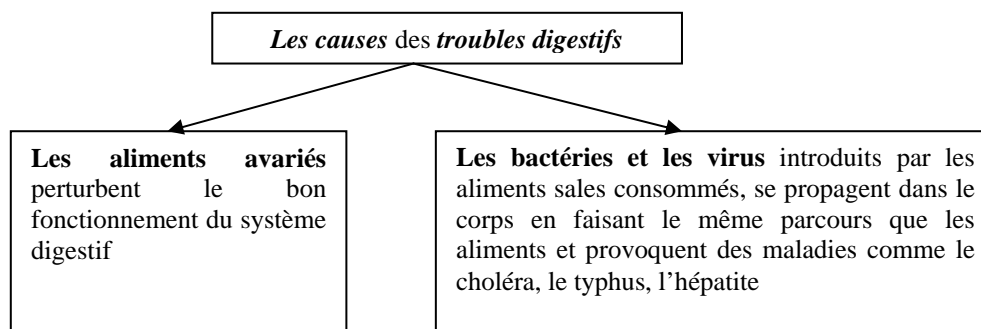 Les causes des troubles digestifs
Les aliments avariés
perturbent le bon
fonctionnement du système
digestif
Les bactéries et les virus introduits par les
aliments sales consommés, se propagent dans le
corps en faisant le même parcours que les
aliments et provoquent des maladies comme le
choléra, le typhus, l’hépatite